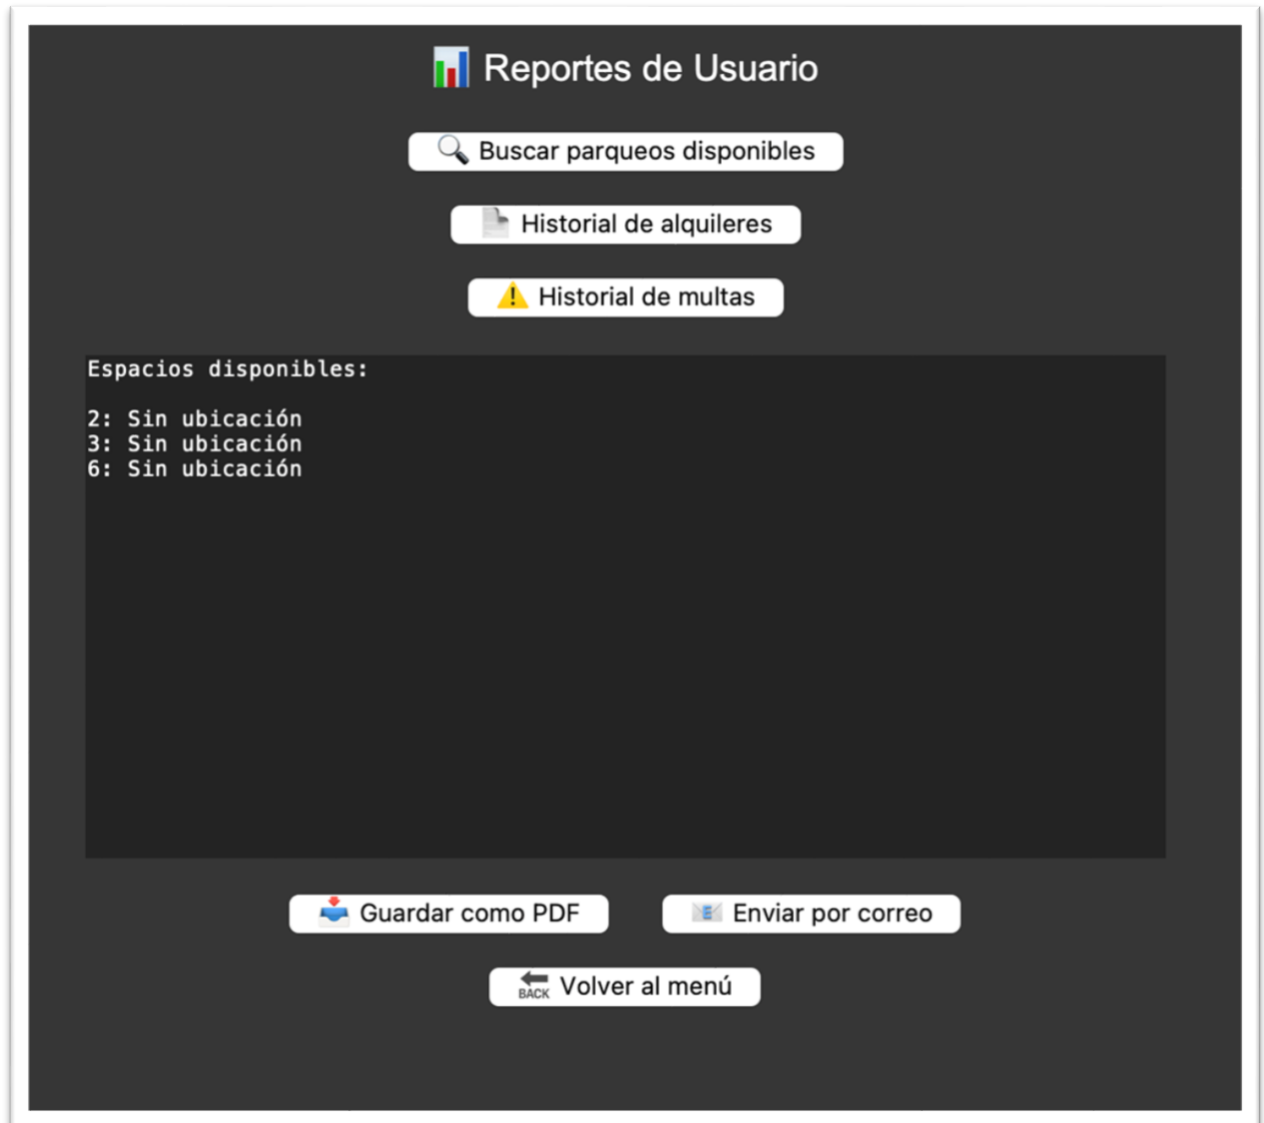 Reportes de Usuario
Buscar parqueos disponibles
Historial de alquileres
Historial de multas
Espacios disponibles:
2: Sin ubicación
3: Sin ubicación
6: Sin ubicación
Guardar como PDF
Enviar por correo
BACK Volver al menú